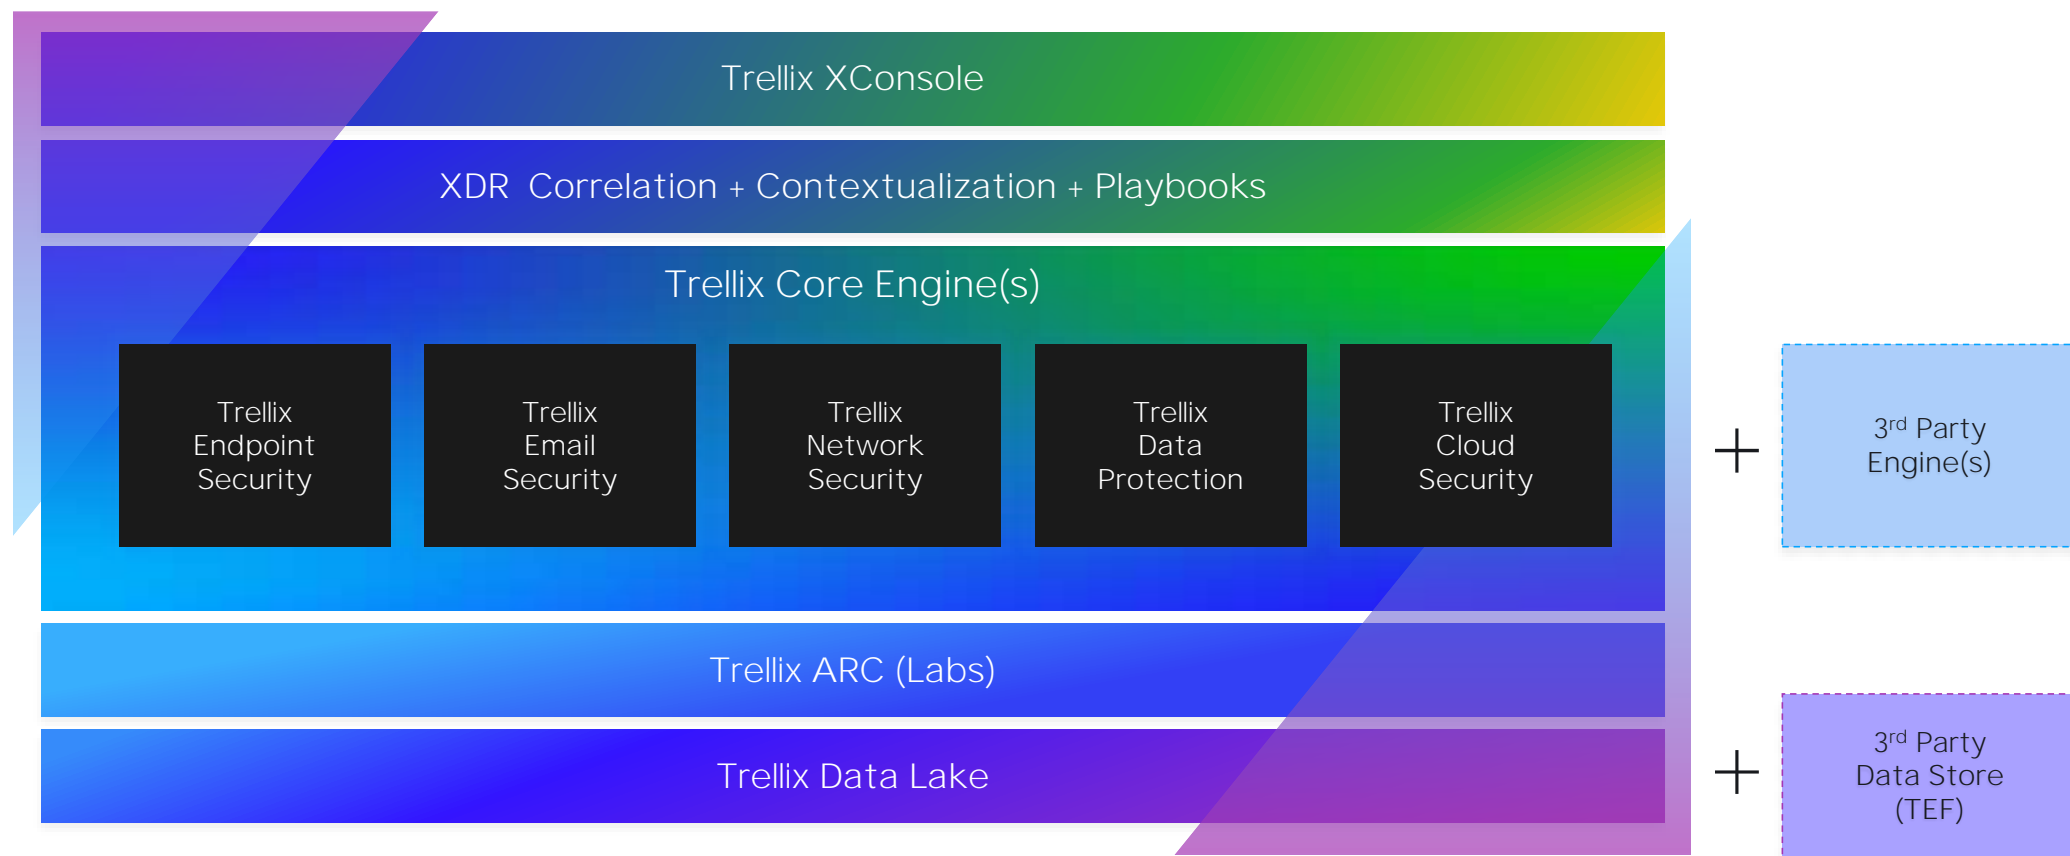 Trellix XConsole
XDR Correlation + Contextualization + Playbooks
Trellix Core Engine(s)
Trellix
Endpoint
Security
Trellix
Email
Security
Trellix
Network
Security
Trellix
Data
Protection
Trellix
Cloud
Security
+
3rd Party
Engine(s)
Trellix ARC (Labs)
Trellix Data Lake
+
3rd Party
Data Store
(TEF)